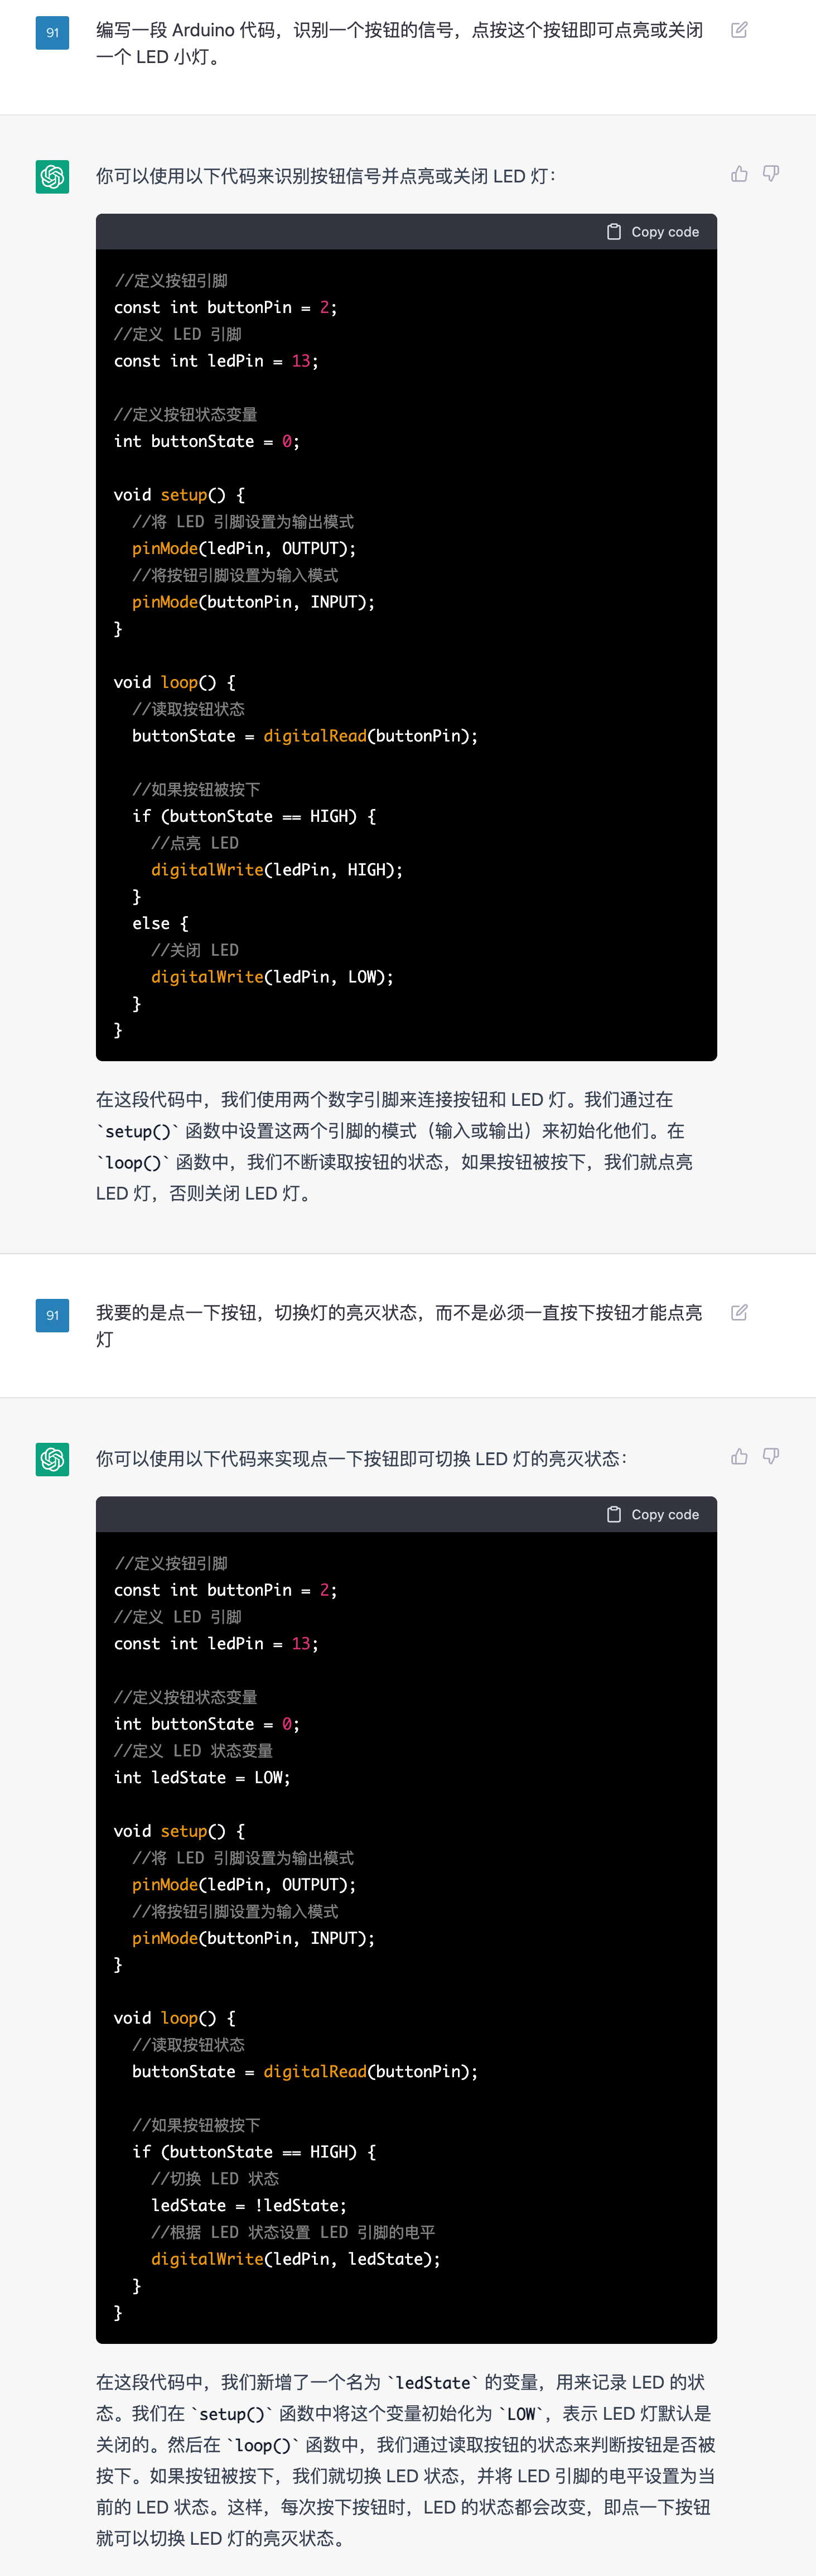 91
编写一段 Arduino 代码，识别一个按钮的信号，点按这个按钮即可点亮或关闭
一个 LED 小灯。
你可以使用以下代码来识别按钮信号并点亮或关闭 LED 灯：
Copy code
//定义按钮引脚
const int buttonPin = 2;
//定义 LED 引脚
const int ledPin = 13;
//定义按钮状态变量
int buttonState = 0;
void setup() {
//将 LED 引脚设置为输出模式
pinMode(ledPin, OUTPUT);
//将按钮引脚设置为输入模式
pinMode(buttonPin, INPUT);
}
void loop() {
//读取按钮状态
buttonState = digitalRead(buttonPin);
//如果按钮被按下
if (buttonState == HIGH) {
//点亮 LED
digitalWrite(ledPin, HIGH);
}
else {
//关闭 LED
digitalWrite(ledPin, LOW);
}
}
在这段代码中，我们使用两个数字引脚来连接按钮和 LED 灯。我们通过在
`setup()` 函数中设置这两个引脚的模式（输入或输出）来初始化他们。在
`loop()` 函数中，我们不断读取按钮的状态，如果按钮被按下，我们就点亮
LED 灯，否则关闭 LED 灯。
91
我要的是点一下按钮，切换灯的亮灭状态，而不是必须一直按下按钮才能点亮
灯
你可以使用以下代码来实现点一下按钮即可切换 LED 灯的亮灭状态：
Copy code
//定义按钮引脚
const int buttonPin = 2;
//定义 LED 引脚
const int ledPin = 13;
//定义按钮状态变量
int buttonState = 0;
//定义 LED 状态变量
int ledState = LOW;
void setup() {
//将 LED 引脚设置为输出模式
pinMode(ledPin, OUTPUT);
//将按钮引脚设置为输入模式
pinMode(buttonPin, INPUT);
}
void loop() {
//读取按钮状态
buttonState = digitalRead(buttonPin);
//如果按钮被按下
if (buttonState == HIGH) {
//切换 LED 状态
ledState = !ledState;
//根据 LED 状态设置 LED 引脚的电平
digitalWrite(ledPin, ledState);
}
}
在这段代码中，我们新增了一个名为 `ledState` 的变量，用来记录 LED 的状
态。我们在 `setup()` 函数中将这个变量初始化为 `LOW`，表示 LED 灯默认是
关闭的。然后在 `loop()` 函数中，我们通过读取按钮的状态来判断按钮是否被
按下。如果按钮被按下，我们就切换 LED 状态，并将 LED 引脚的电平设置为当
前的 LED 状态。这样，每次按下按钮时，LED 的状态都会改变，即点一下按钮
就可以切换 LED 灯的亮灭状态。